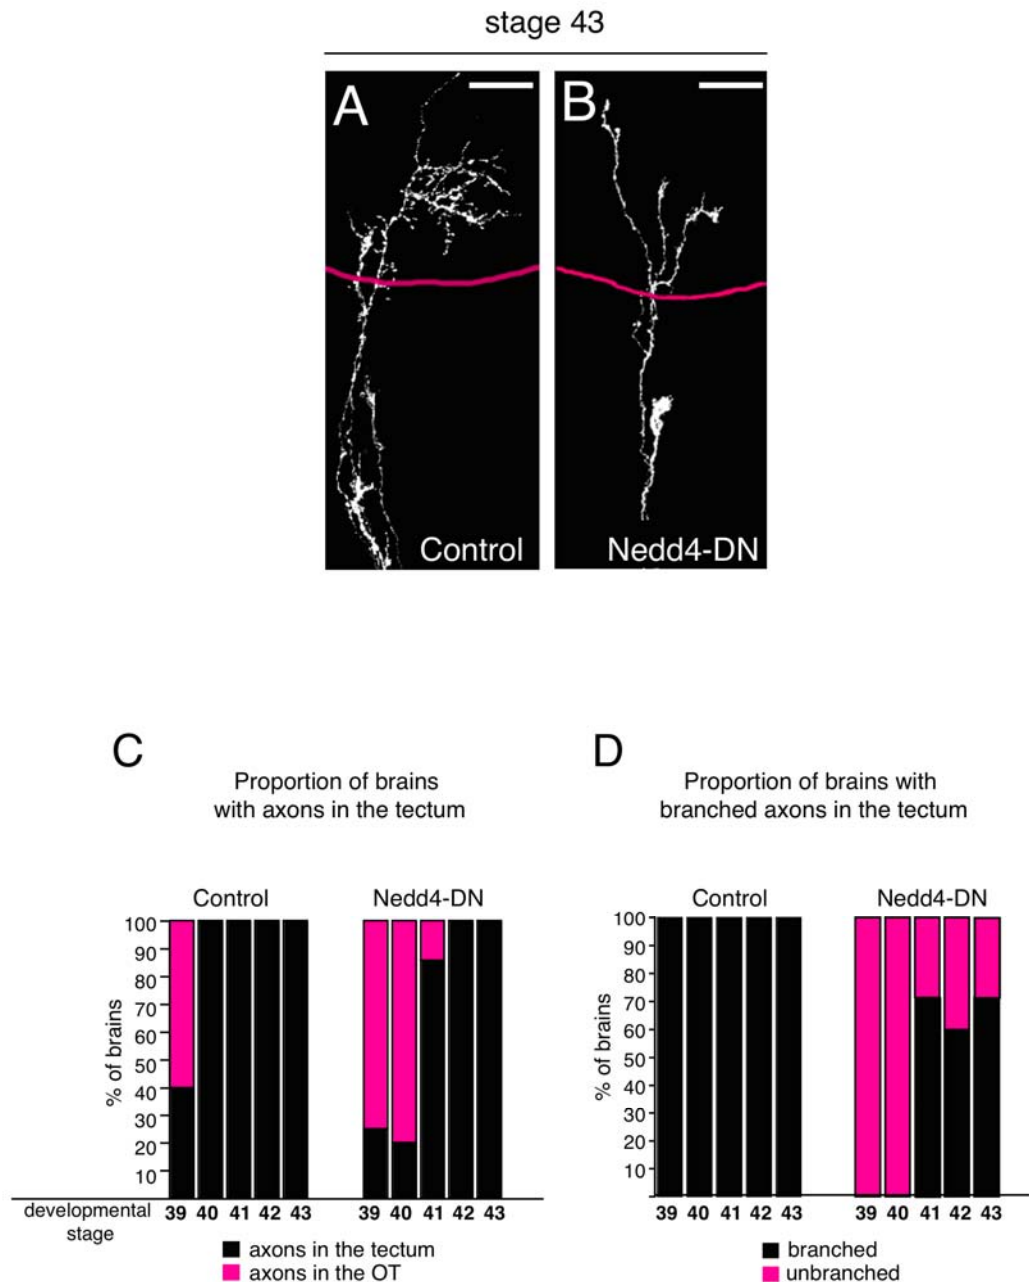 stage 43
A
B
Control
Nedd4-DN
C
Proportion of brains
with axons in the tectum
Control
Nedd4-DN
% of brains
100
90
80
70
60
50
40
30
20
10
developmental
stage
39 40 41 42 43
39 40 41 42 43
axons in the tectum
axons in the OT
D
Proportion of brains with
branched axons in the tectum
Control
Nedd4-DN
% of brains
100
90
80
70
60
50
40
30
20
10
39 40 41 42 43
39 40 41 42 43
branched
unbranched